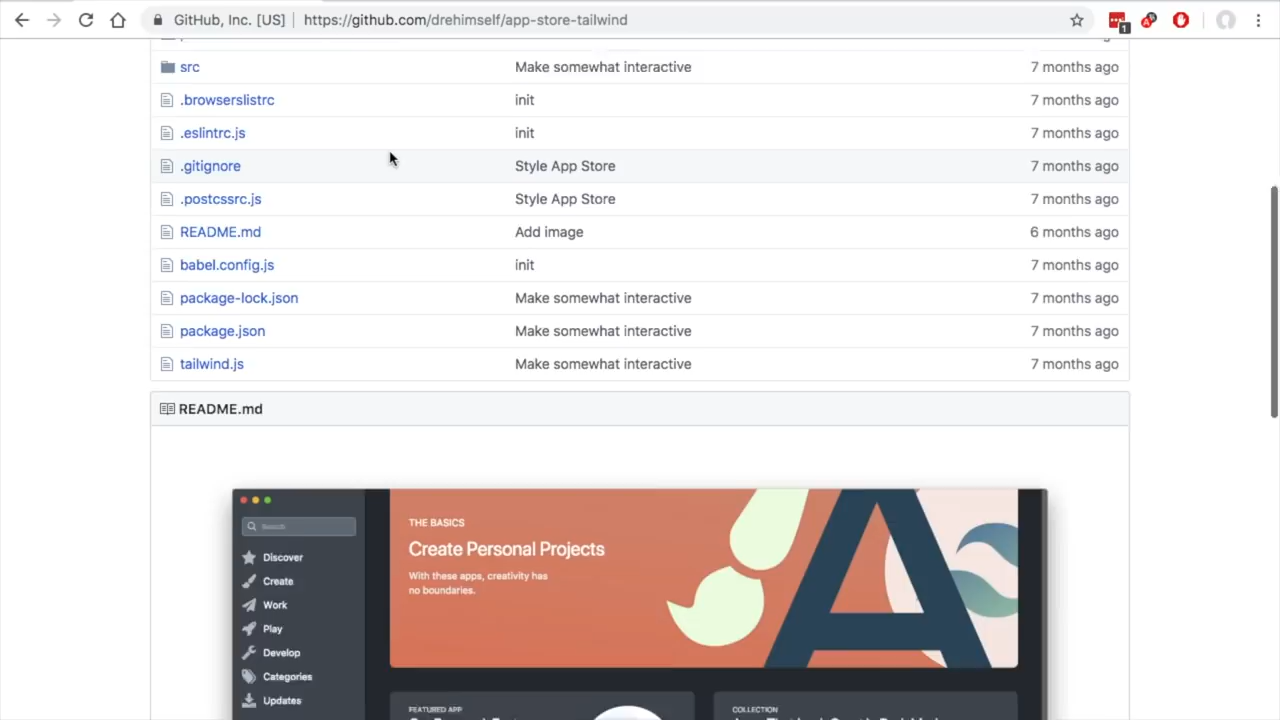 GitHub, Inc. [US] https://github.com/drehimself/app-store-tailwind
1
src Make somewhat interactive 7 months ago
.browserslistrc init 7 months ago
.eslintrc.js init 7 months ago
.gitignore Style App Store 7 months ago
.postcssrc.js Style App Store 7 months ago
README.md Add image 6 months ago
babel.config.js init 7 months ago
package-lock.json Make somewhat interactive 7 months ago
package.json Make somewhat interactive 7 months ago
tailwind.js Make somewhat interactive 7 months ago
README.md
Search
Discover
Create
Work
Play
Develop
Categories
Updates
THE BASICS
Create Personal Projects
With these apps, creativity has
no boundaries.
A
FEATURED APP
COLLECTION